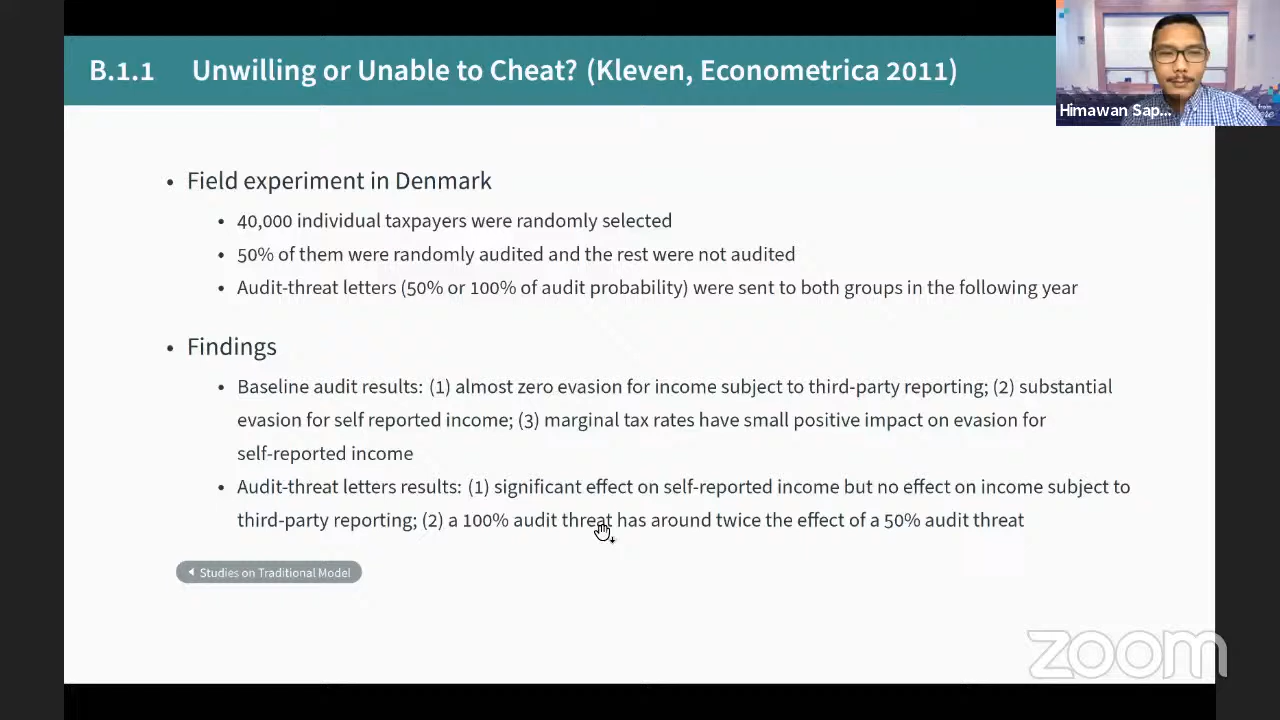 B.1.1 Unwilling or Unable to Cheat? (Kleven, Econometrica 2011)
Himawan Sap...
• Field experiment in Denmark
• 40,000 individual taxpayers were randomly selected
• 50% of them were randomly audited and the rest were not audited
• Audit-threat letters (50% or 100% of audit probability) were sent to both groups in the following year
• Findings
• Baseline audit results: (1) almost zero evasion for income subject to third-party reporting; (2) substantial
evasion for self reported income; (3) marginal tax rates have small positive impact on evasion for
self-reported income
• Audit-threat letters results: (1) significant effect on self-reported income but no effect on income subject to
third-party reporting; (2) a 100% audit threat has around twice the effect of a 50% audit threat
Studies on Traditional Model
zoom